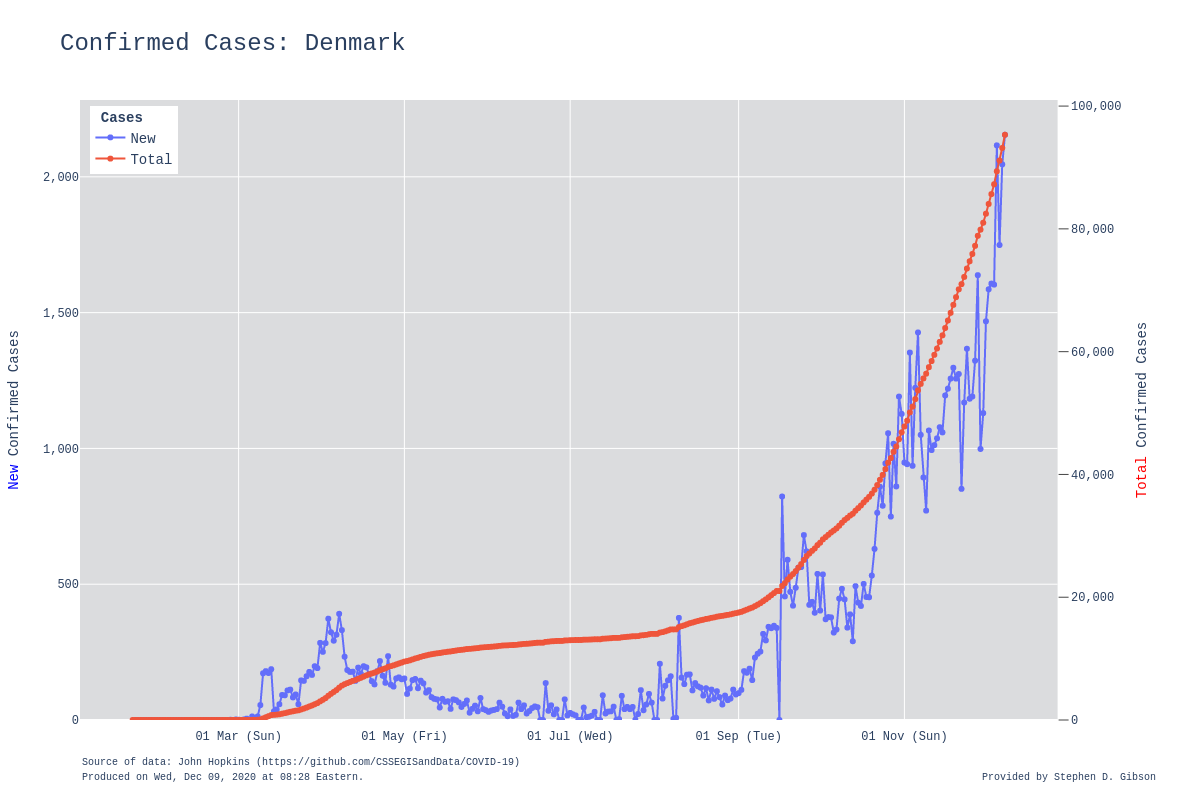 Confirmed Cases: Denmark
Cases
New
Total
100,000
80,000
60,000
40,000
20,000
0
2,000
1,500
1,000
500
0
New Confirmed Cases
Total Confirmed Cases
01 Mar (Sun)
01 May (Fri)
01 Jul (Wed)
01 Sep (Tue)
01 Nov (Sun)
Source of data: John Hopkins (https://github.com/CSSEGISandData/COVID-19)
Produced on Wed, Dec 09, 2020 at 08:28 Eastern.
Provided by Stephen D. Gibson